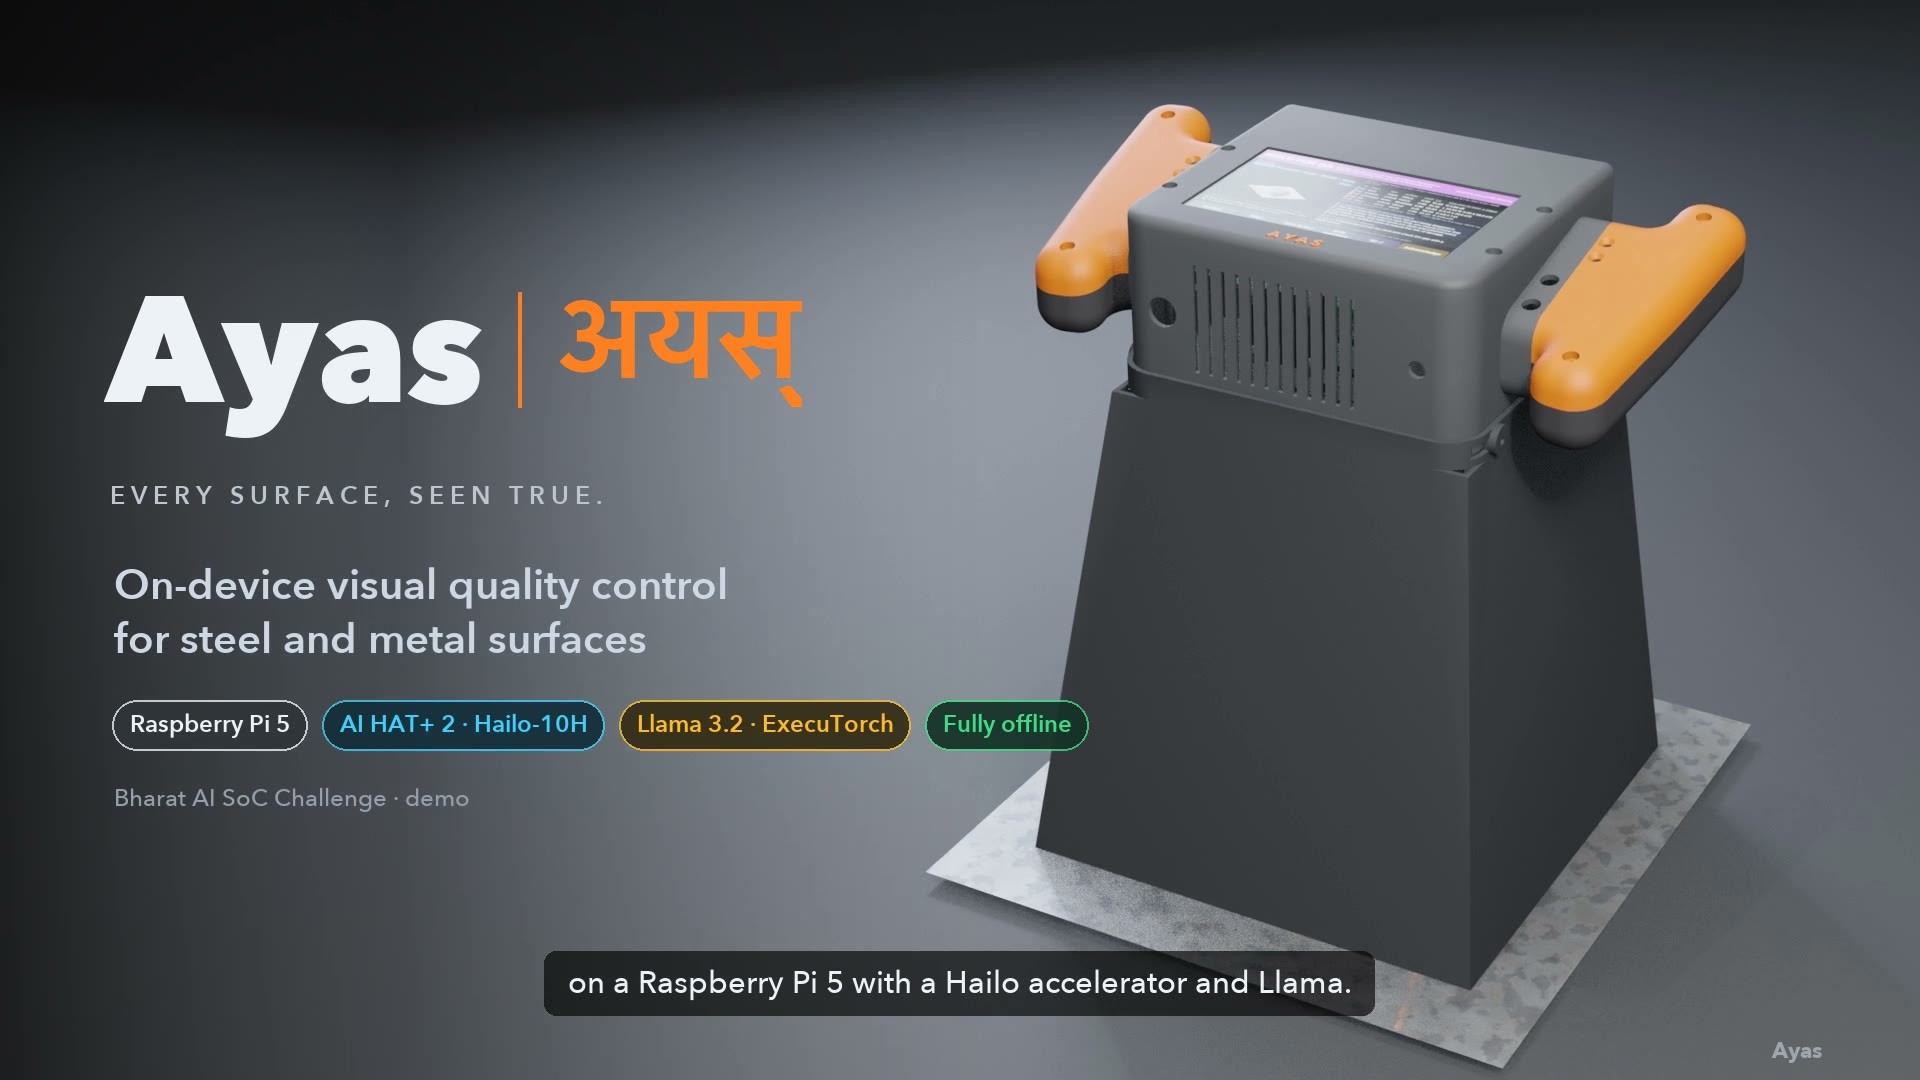 Ayas
अयस्
EVERY SURFACE, SEEN TRUE.
On-device visual quality control
for steel and metal surfaces
Raspberry Pi 5
AI HAT+ 2 · Hailo-10H
Llama 3.2 · ExecuTorch
Fully offline
Bharat AI SoC Challenge · demo
AYAS
on a Raspberry Pi 5 with a Hailo accelerator and Llama.
Ayas